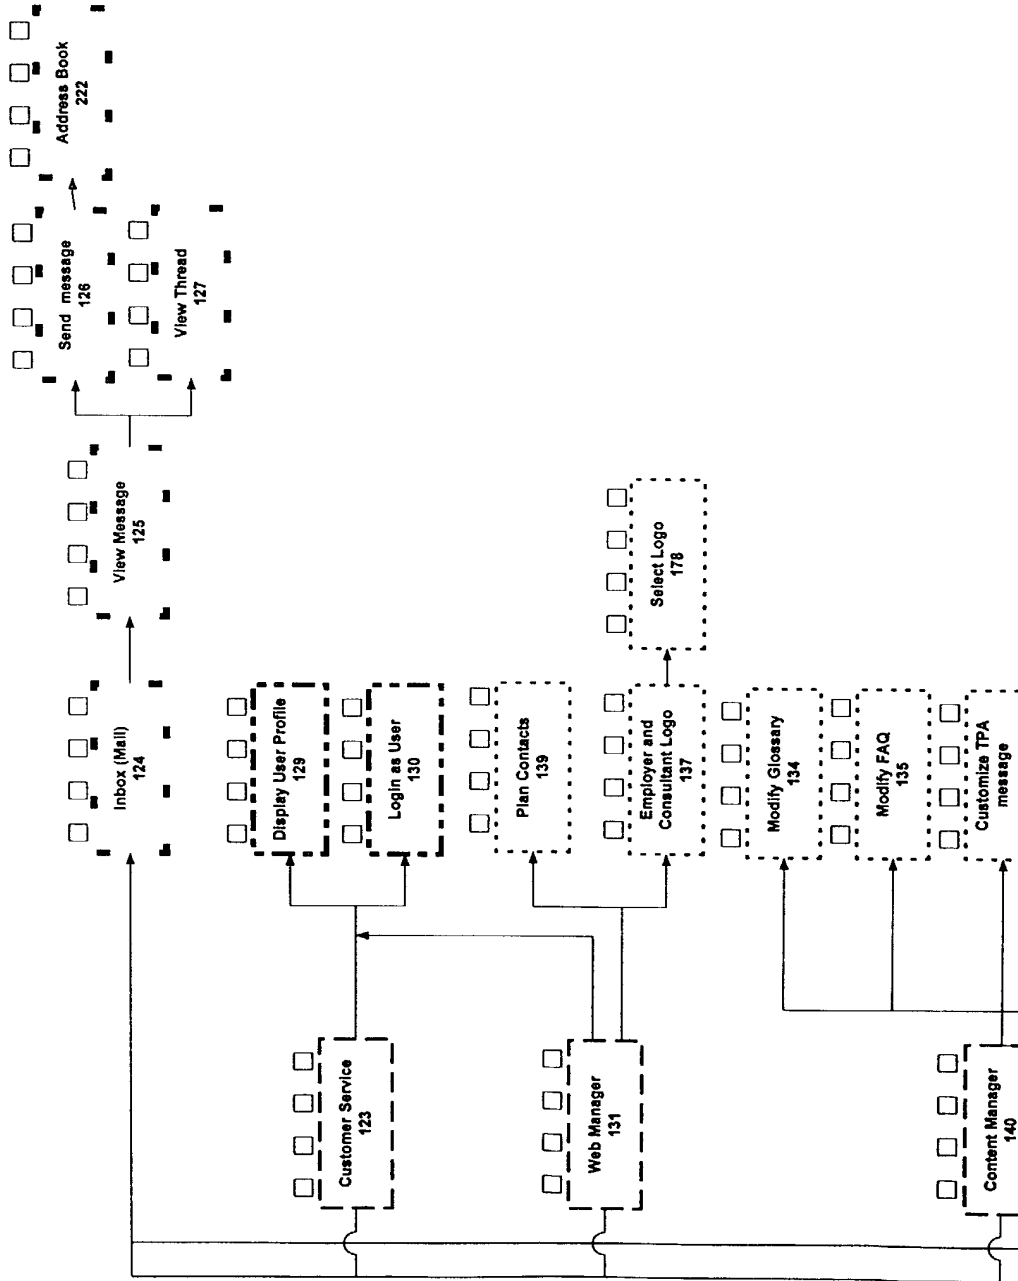 Address Book
222
Send message
126
View Thread
127
View Message
125
Inbox (Mail)
124
Display User Profile
129
Login as User
130
Customer Service
123
Plan Contacts
139
Select Logo
178
Employer and
Consultant Logo
137
Web Manager
131
Modify Glossary
134
Modify FAQ
135
Customize TPA
message
Content Manager
140